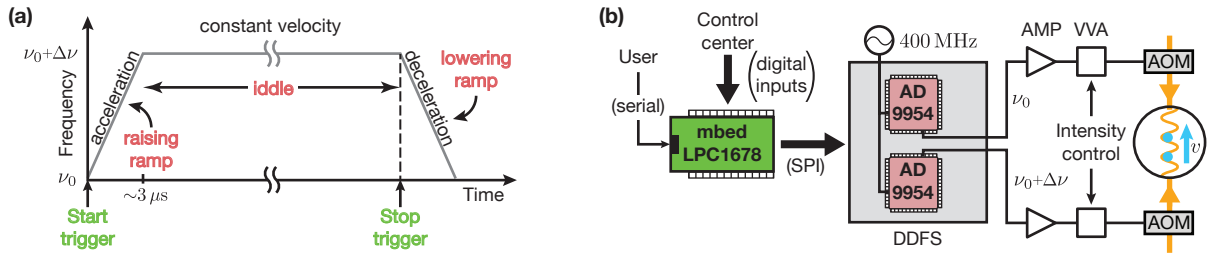 (a)
constant velocity
ν0+Δν
Frequency
acceleration
iddle
deceleration
lowering
ramp
raising
ramp
ν0
~3 μs
Time
Start
trigger
Stop
trigger
(b)
User
(serial)
Control
center
(digital
inputs)
mbed
LPC1678
(SPI)
400 MHz
AD
9954
AD
9954
DDFS
AMP
VVA
AOM
ν0
Intensity
control
v
ν0+Δν
AOM